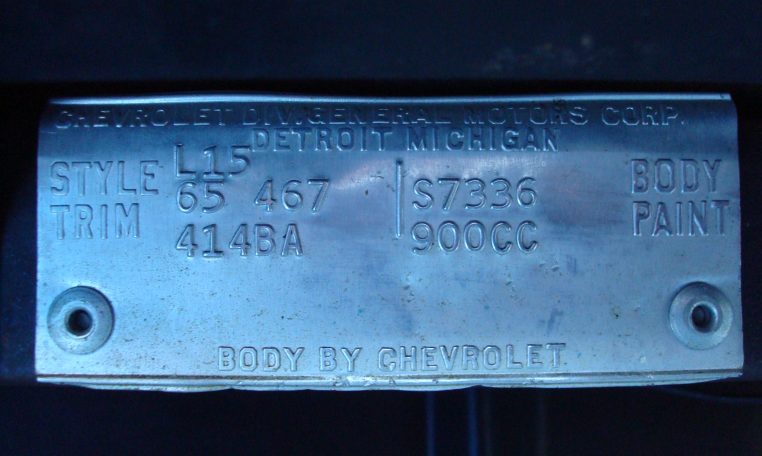 CHEVROLET DIV. GENERAL MOTORS CORP.
DETROIT MICHIGAN
L15
STYLE 65 467 S7336 BODY
TRIM 414BA 900CC PAINT
BODY BY CHEVROLET